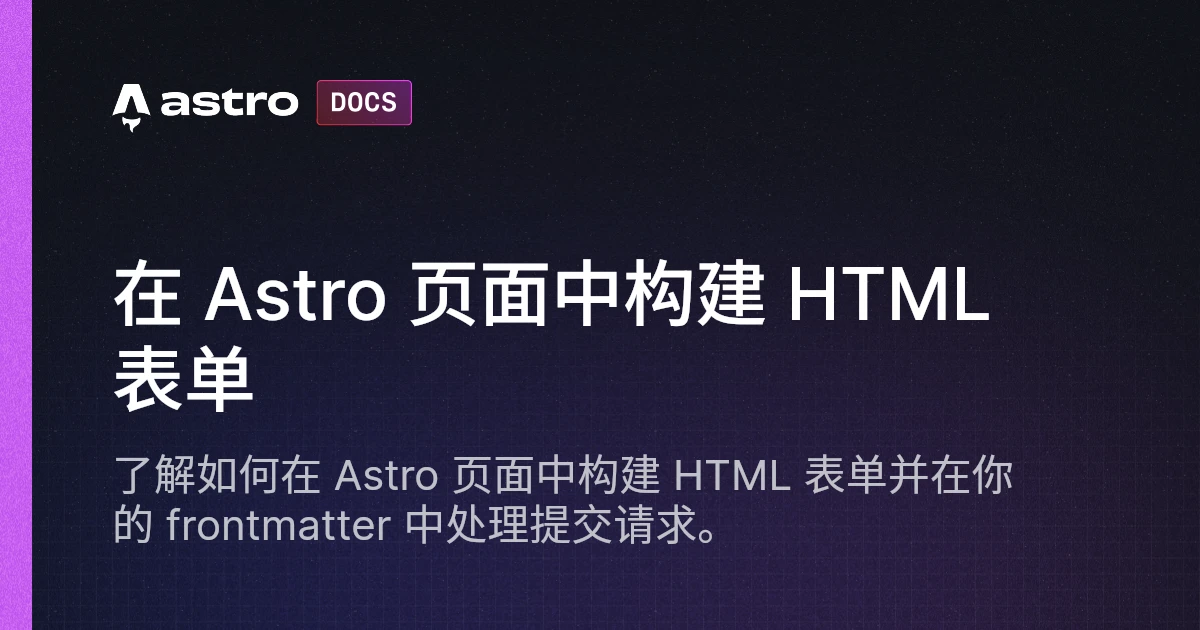 astro DOCS
在 Astro 页面中构建 HTML
表单
了解如何在 Astro 页面中构建 HTML 表单并在你
的 frontmatter 中处理提交请求。